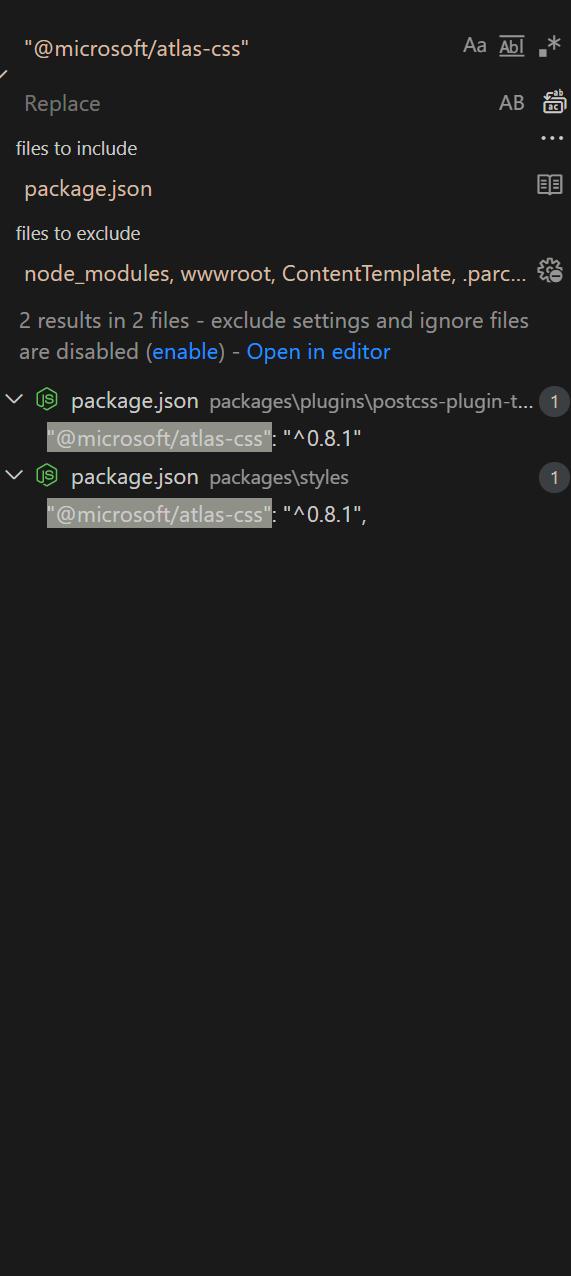 "@microsoft/atlas-css" Aa Abl .*
Replace AB
files to include
package.json
files to exclude
node_modules, wwwroot, ContentTemplate, .parc...
2 results in 2 files - exclude settings and ignore files
are disabled (enable) - Open in editor
package.json packages\plugins\postcss-plugin-t... 1
"@microsoft/atlas-css": "^0.8.1"
package.json packages\styles 1
"@microsoft/atlas-css": "^0.8.1",